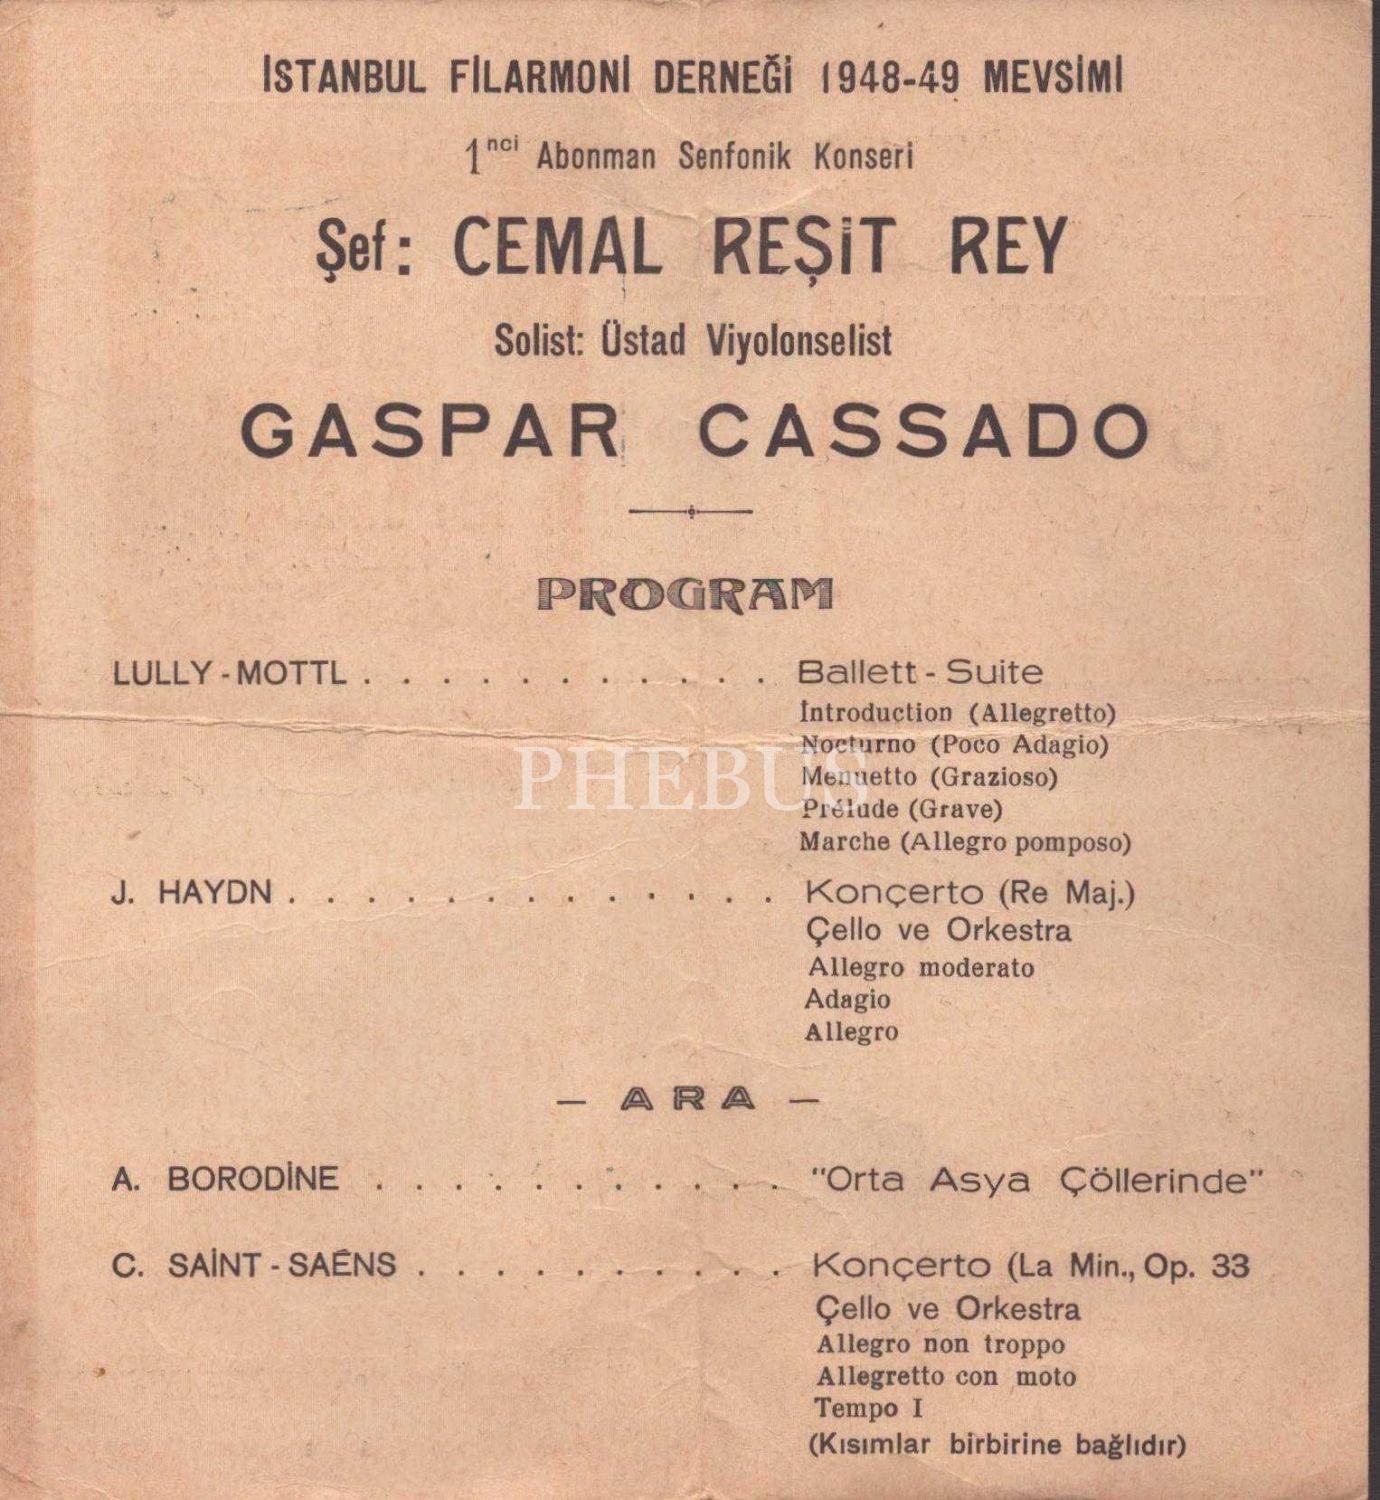 İSTANBUL FİLARMONİ DERNEĞİ 1948-49 MEVSİMİ
1nci Abonman Senfonik Konseri
Şef: CEMAL REŞİT REY
Solist: Üstad Viyolonselist
GASPAR CASSADO
PROGRAM
LULLY - MOTTL . . . . . . . . . . . Ballett - Suite
İntroduction (Allegretto)
Nocturno (Poco Adagio)
PHEBUS
Menuetto (Grazioso)
Prélude (Grave)
Marche (Allegro pomposo)
J. HAYDN . . . . . . . . . . . . . Konçerto (Re Maj.)
Çello ve Orkestra
Allegro moderato
Adagio
Allegro
— ARA —
A. BORODİNE . . . . . . . . . . . "Orta Asya Çöllerinde"
C. SAİNT - SAËNS . . . . . . . . . . Konçerto (La Min., Op. 33
Çello ve Orkestra
Allegro non troppo
Allegretto con moto
Tempo I
(Kısımlar birbirine bağlıdır)